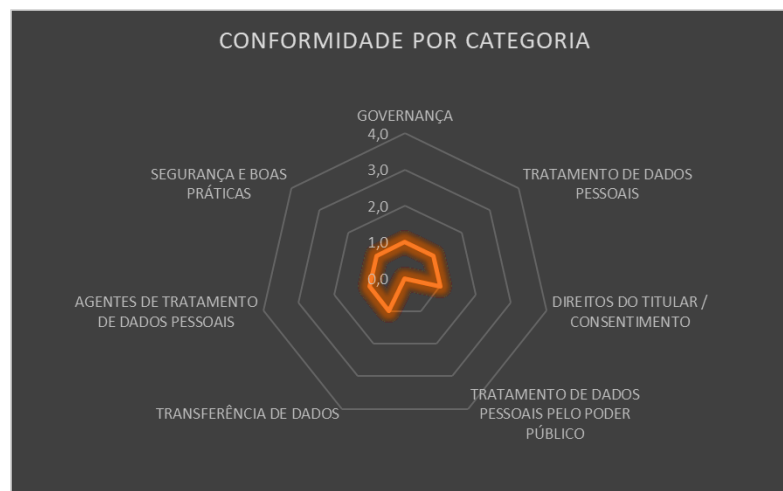 CONFORMIDADE POR CATEGORIA
GOVERNANÇA
4,0
3,0
2,0
1,0
0,0
TRATAMENTO DE DADOS
PESSOAIS
DIREITOS DO TITULAR /
CONSENTIMENTO
TRATAMENTO DE DADOS
PESSOAIS PELO PODER
PÚBLICO
TRANSFERÊNCIA DE DADOS
AGENTES DE TRATAMENTO
DE DADOS PESSOAIS
SEGURANÇA E BOAS
PRÁTICAS